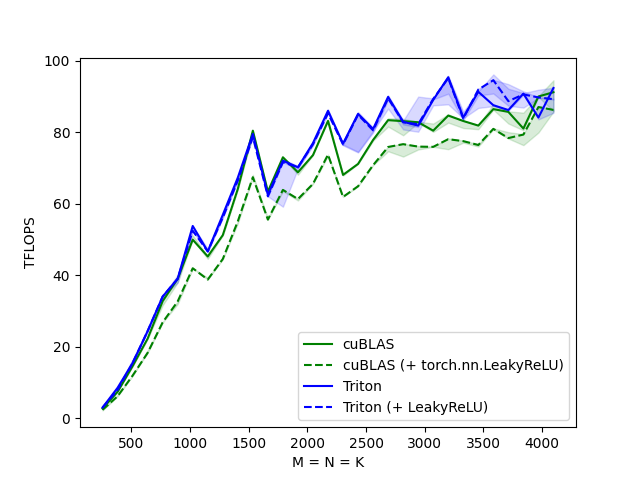 100
80
60
40
20
0
TFLOPS
cuBLAS
cuBLAS (+ torch.nn.LeakyReLU)
Triton
Triton (+ LeakyReLU)
500 1000 1500 2000 2500 3000 3500 4000
M = N = K